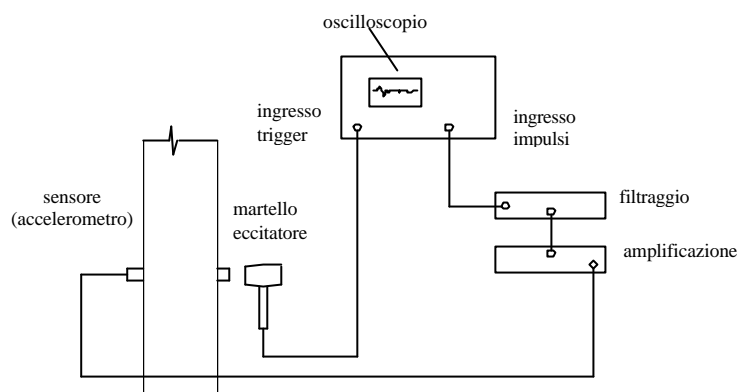 oscilloscopio
ingresso
trigger
ingresso
impulsi
sensore
(accelerometro)
martello
eccitatore
filtraggio
amplificazione